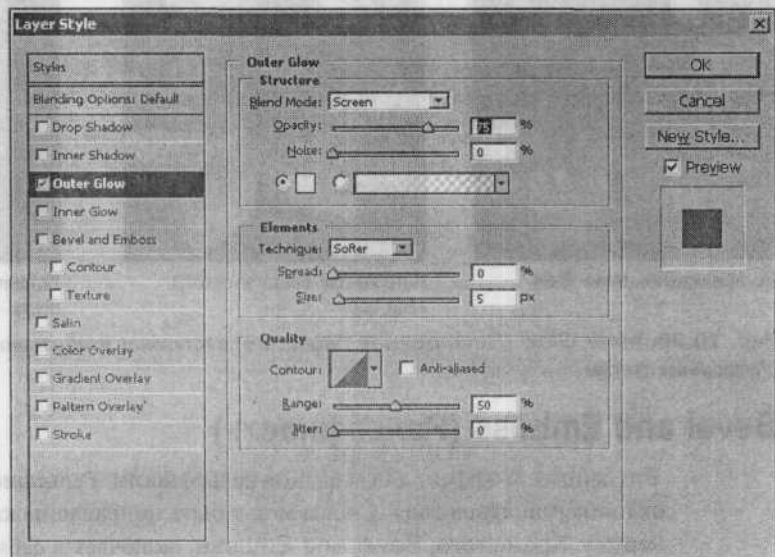 Layer Style
Styles
Blending Options: Default
Drop Shadow
Inner Shadow
Outer Glow
Inner Glow
Bevel and Emboss
Contour
Texture
Satin
Color Overlay
Gradient Overlay
Pattern Overlay
Stroke
Outer Glow
Structure
Blend Mode: Screen
Opacity: 75 %
Noise: 0 %
Elements
Technique: Softer
Spread: 0 %
Size: 5 px
Quality
Contour: Anti-aliased
Range: 50 %
Jitter: 0 %
OK
Cancel
New Style...
Preview